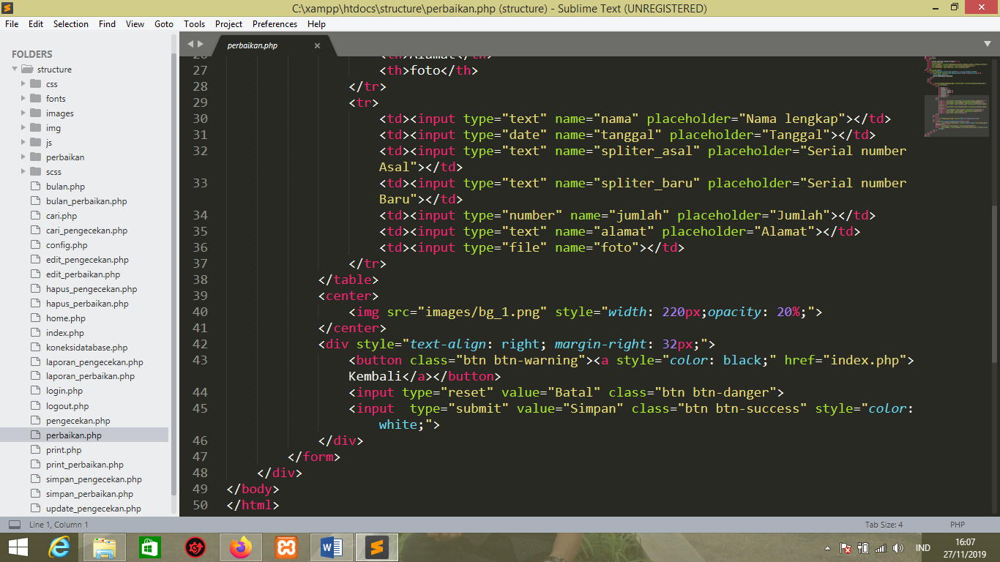 C:\xampp\htdocs\structure\perbaikan.php (structure) - Sublime Text (UNREGISTERED)
File Edit Selection Find View Goto Tools Project Preferences Help
FOLDERS
structure
css
fonts
images
img
js
perbaikan
scss
bulan.php
bulan_perbaikan.php
cari.php
cari_pengecekan.php
config.php
edit_pengecekan.php
edit_perbaikan.php
hapus_pengecekan.php
hapus_perbaikan.php
home.php
index.php
koneksidatabase.php
laporan_pengecekan.php
laporan_perbaikan.php
login.php
logout.php
pengecekan.php
perbaikan.php
print.php
print_perbaikan.php
simpan_pengecekan.php
simpan_perbaikan.php
update_pengecekan.php
perbaikan.php
26 <th>Alamat</th>
27 <th>foto</th>
28 </tr>
29 <tr>
30 <td><input type="text" name="nama" placeholder="Nama lengkap"></td>
31 <td><input type="date" name="tanggal" placeholder="Tanggal"></td>
32 <td><input type="text" name="spliter_asal" placeholder="Serial number
Asal"></td>
33 <td><input type="text" name="spliter_baru" placeholder="Serial number
Baru"></td>
34 <td><input type="number" name="jumlah" placeholder="Jumlah"></td>
35 <td><input type="text" name="alamat" placeholder="Alamat"></td>
36 <td><input type="file" name="foto"></td>
37 </tr>
38 </table>
39 <center>
40 <img src="images/bg_1.png" style="width: 220px;opacity: 20%;">
41 </center>
42 <div style="text-align: right; margin-right: 32px;">
43 <button class="btn btn-warning"><a style="color: black;" href="index.php">
Kembali</a></button>
44 <input type="reset" value="Batal" class="btn btn-danger">
45 <input  type="submit" value="Simpan" class="btn btn-success" style="color:
white;">
46 </div>
47 </form>
48 </div>
49 </body>
50 </html>
Line 1, Column 1
Tab Size: 4
PHP
IND
16:07
27/11/2019